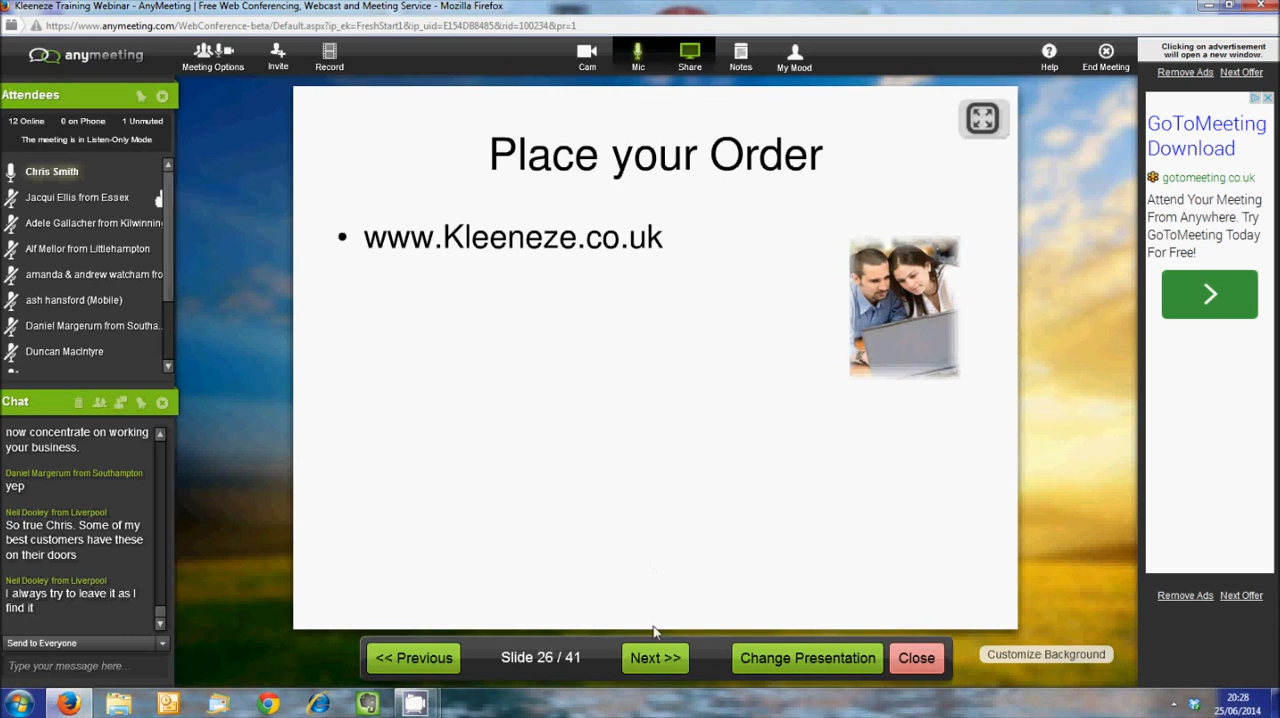 Kleeneze Training Webinar - AnyMeeting | Free Web Conferencing, Webcast and Meeting Service - Mozilla Firefox
https://www.anymeeting.com/WebConference-beta/Default.aspx?ip_ek=FreshStart1&ip_uid=E154DB8485&rid=100234&pr=1
anymeeting
Meeting Options
Invite
Record
Cam
Mic
Share
Notes
My Mood
Help
End Meeting
Clicking on advertisement
will open a new window.
Remove Ads Next Offer
Attendees
12 Online 0 on Phone 1 Unmuted
The meeting is in Listen-Only Mode
Chris Smith
Jacqui Ellis from Essex
Adele Gallacher from Kilwinnin
Alf Mellor from Littlehampton
amanda & andrew watcham fro
ash hansford (Mobile)
Daniel Margerum from Southa...
Duncan MacIntyre
Chat
now concentrate on working
your business.
Daniel Margerum from Southampton
yep
Neil Dooley from Liverpool
So true Chris. Some of my
best customers have these
on their doors
Neil Dooley from Liverpool
I always try to leave it as I
find it
Send to Everyone
Type your message here...
Place your Order
• www.Kleeneze.co.uk
<< Previous
Slide 26 / 41
Next >>
Change Presentation
Close
Customize Background
GoToMeeting
Download
gotomeeting.co.uk
Attend Your Meeting
From Anywhere. Try
GoToMeeting Today
For Free!
Remove Ads Next Offer
20:28
25/06/2014